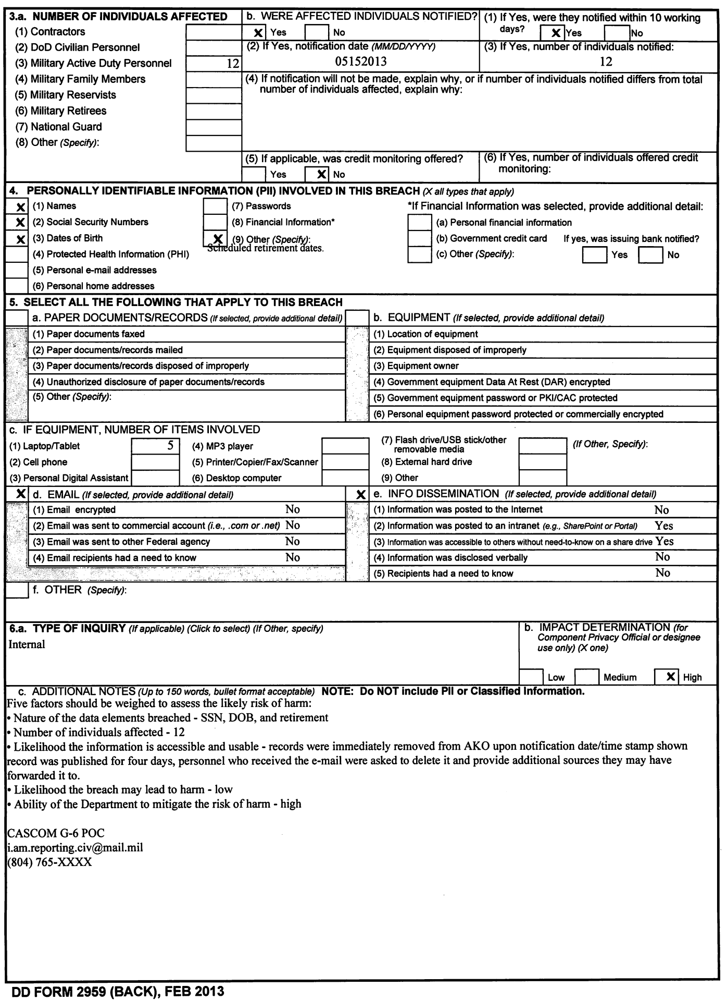 3.a. NUMBER OF INDIVIDUALS AFFECTED
(1) Contractors
(2) DoD Civilian Personnel
(3) Military Active Duty Personnel 12
(4) Military Family Members
(5) Military Reservists
(6) Military Retirees
(7) National Guard
(8) Other (Specify):
b. WERE AFFECTED INDIVIDUALS NOTIFIED?
X Yes No
(1) If Yes, were they notified within 10 working
days? X Yes No
(2) If Yes, notification date (MM/DD/YYYY)
05152013
(3) If Yes, number of individuals notified:
12
(4) If notification will not be made, explain why, or if number of individuals notified differs from total
number of individuals affected, explain why:
(5) If applicable, was credit monitoring offered?
Yes X No
(6) If Yes, number of individuals offered credit
monitoring:
4. PERSONALLY IDENTIFIABLE INFORMATION (PII) INVOLVED IN THIS BREACH (X all types that apply)
X (1) Names
X (2) Social Security Numbers
X (3) Dates of Birth
(4) Protected Health Information (PHI)
(5) Personal e-mail addresses
(6) Personal home addresses
(7) Passwords
(8) Financial Information*
X (9) Other (Specify):
Scheduled retirement dates.
*If Financial Information was selected, provide additional detail:
(a) Personal financial information
(b) Government credit card If yes, was issuing bank notified?
(c) Other (Specify): Yes No
5. SELECT ALL THE FOLLOWING THAT APPLY TO THIS BREACH
a. PAPER DOCUMENTS/RECORDS (If selected, provide additional detail)
(1) Paper documents faxed
(2) Paper documents/records mailed
(3) Paper documents/records disposed of improperly
(4) Unauthorized disclosure of paper documents/records
(5) Other (Specify):
b. EQUIPMENT (If selected, provide additional detail)
(1) Location of equipment
(2) Equipment disposed of improperly
(3) Equipment owner
(4) Government equipment Data At Rest (DAR) encrypted
(5) Government equipment password or PKI/CAC protected
(6) Personal equipment password protected or commercially encrypted
c. IF EQUIPMENT, NUMBER OF ITEMS INVOLVED
(1) Laptop/Tablet 5
(2) Cell phone
(3) Personal Digital Assistant
(4) MP3 player
(5) Printer/Copier/Fax/Scanner
(6) Desktop computer
(7) Flash drive/USB stick/other
removable media
(8) External hard drive
(9) Other
(If Other, Specify):
X d. EMAIL (If selected, provide additional detail)
(1) Email encrypted No
(2) Email was sent to commercial account (i.e., .com or .net) No
(3) Email was sent to other Federal agency No
(4) Email recipients had a need to know No
X e. INFO DISSEMINATION (If selected, provide additional detail)
(1) Information was posted to the Internet No
(2) Information was posted to an intranet (e.g., SharePoint or Portal) Yes
(3) Information was accessible to others without need-to-know on a share drive Yes
(4) Information was disclosed verbally No
(5) Recipients had a need to know No
f. OTHER (Specify):
6.a. TYPE OF INQUIRY (If applicable) (Click to select) (If Other, specify)
Internal
b. IMPACT DETERMINATION (for
Component Privacy Official or designee
use only) (X one)
Low Medium X High
c. ADDITIONAL NOTES (Up to 150 words, bullet format acceptable) NOTE: Do NOT include PII or Classified Information.
Five factors should be weighed to assess the likely risk of harm:
• Nature of the data elements breached - SSN, DOB, and retirement
• Number of individuals affected - 12
• Likelihood the information is accessible and usable - records were immediately removed from AKO upon notification date/time stamp shown
record was published for four days, personnel who received the e-mail were asked to delete it and provide additional sources they may have
forwarded it to.
• Likelihood the breach may lead to harm - low
• Ability of the Department to mitigate the risk of harm - high
CASCOM G-6 POC
i.am.reporting.civ@mail.mil
(804) 765-XXXX
DD FORM 2959 (BACK), FEB 2013